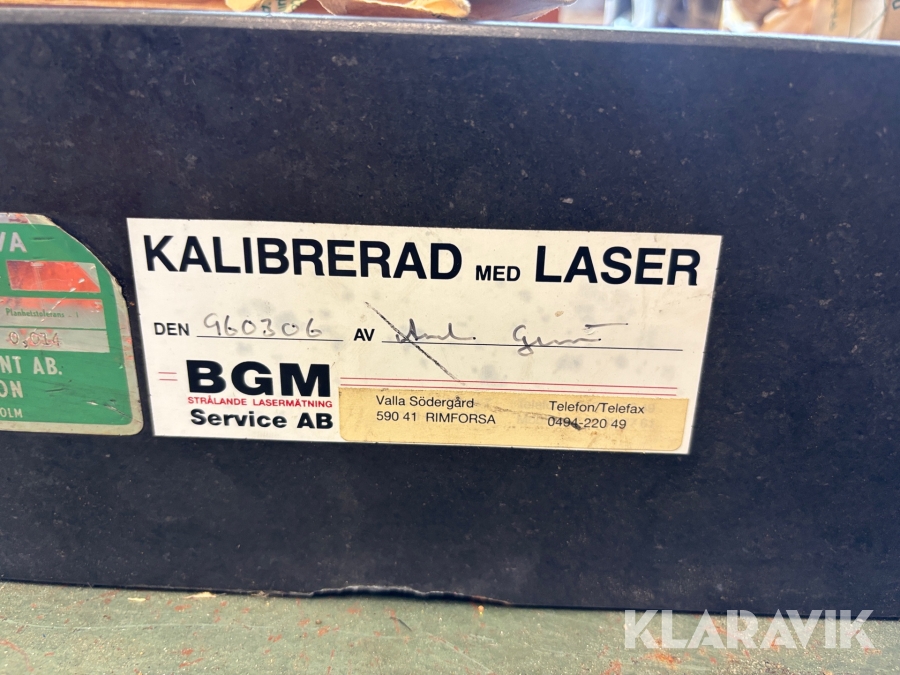 VA
Planhetstolerans
0,014
NT AB.
ON
OLM
KALIBRERAD MED LASER
DEN 960306 AV
BGM
STRÅLANDE LASERMÄTNING
Service AB
Valla Södergård
590 41 RIMFORSA
Telefon/Telefax
0494-220 49
KLARAVIK